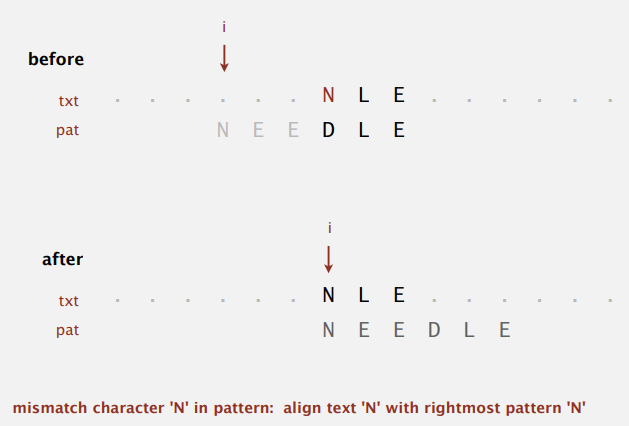 i
before
txt . . . . . . N L E . . . . . .
pat N E E D L E
i
after
txt . . . . . . N L E . . . . . .
pat N E E D L E
mismatch character 'N' in pattern: align text 'N' with rightmost pattern 'N'